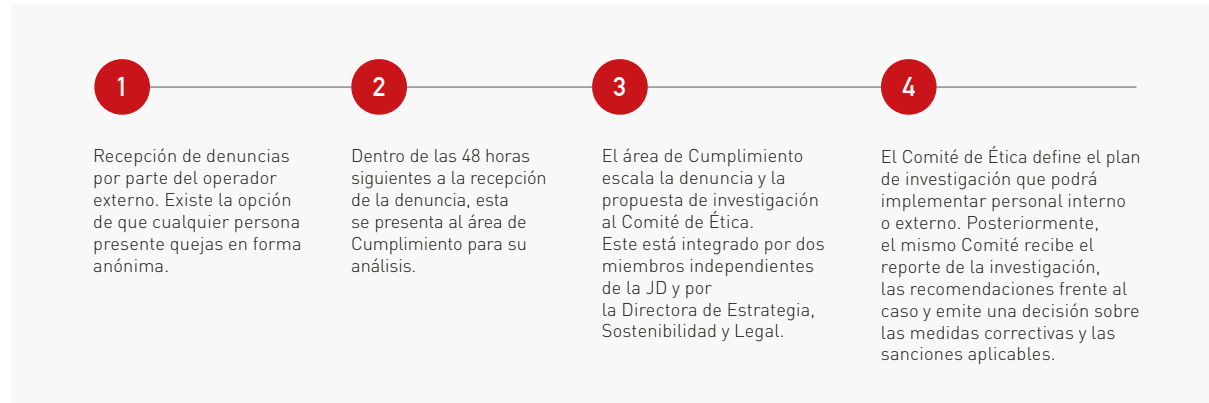 1
Recepción de denuncias
por parte del operador
externo. Existe la opción
de que cualquier persona
presente quejas en forma
anónima.
2
Dentro de las 48 horas
siguientes a la recepción
de la denuncia, esta
se presenta al área de
Cumplimiento para su
análisis.
3
El área de Cumplimiento
escala la denuncia y la
propuesta de investigación
al Comité de Ética.
Este está integrado por dos
miembros independientes
de la JD y por
la Directora de Estrategia,
Sostenibilidad y Legal.
4
El Comité de Ética define el plan
de investigación que podrá
implementar personal interno
o externo. Posteriormente,
el mismo Comité recibe el
reporte de la investigación,
las recomendaciones frente al
caso y emite una decisión sobre
las medidas correctivas y las
sanciones aplicables.